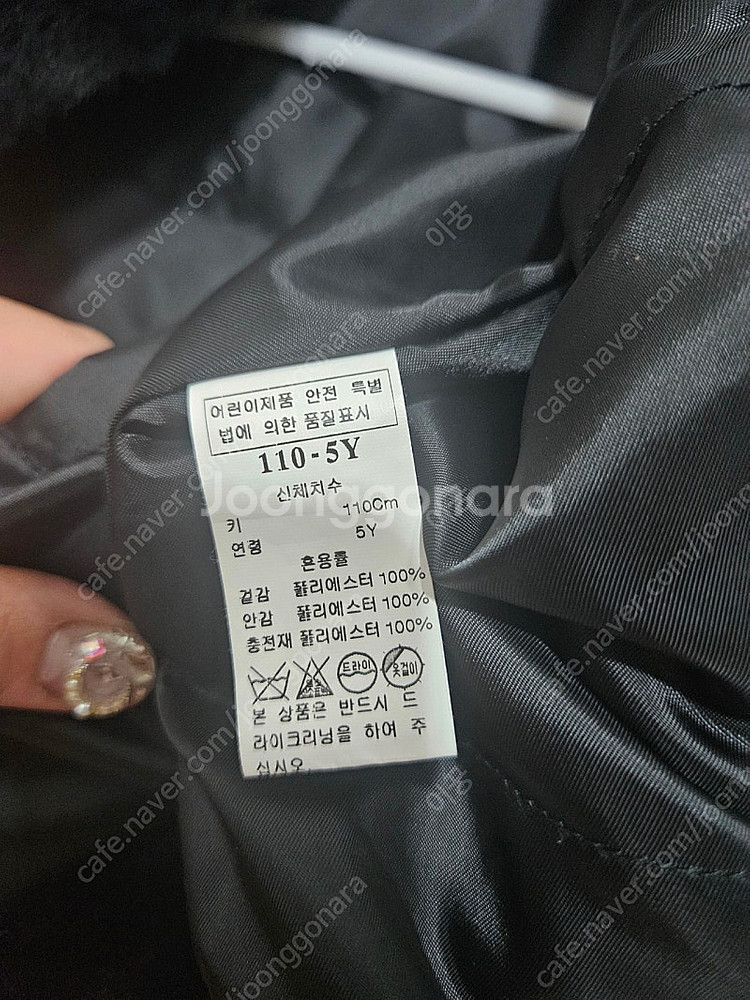 어린이제품 안전 특별
법에 의한 품질표시
110-5Y
신체치수
키 110Cm
연령 5Y
혼용률
겉감 폴리에스터 100%
안감 폴리에스터 100%
충전재 폴리에스터 100%
드라이 옷걸이
본 상품은 반드시 드
라이크리닝을 하여 주
십시오.
Joonggonara
cafe.naver.com/joonggonara
이꿍